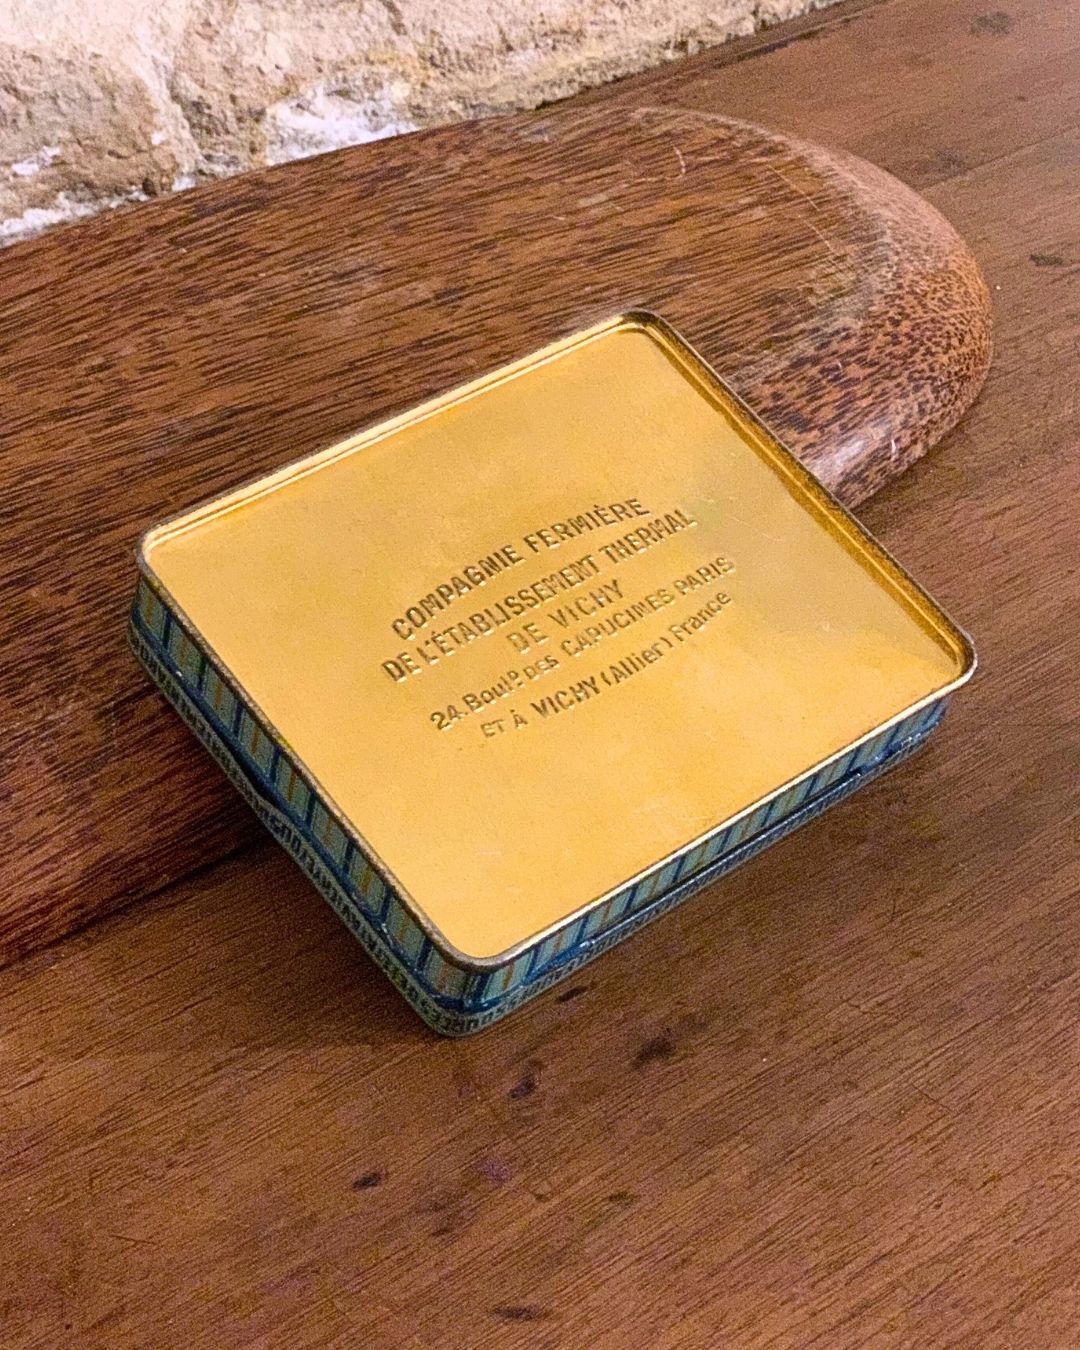 COMPAGNIE FERMIÈRE
DE L'ÉTABLISSEMENT THERMAL
DE VICHY
24. Boulᴰ DES CAPUCINES PARIS
ET À VICHY (Allier) France